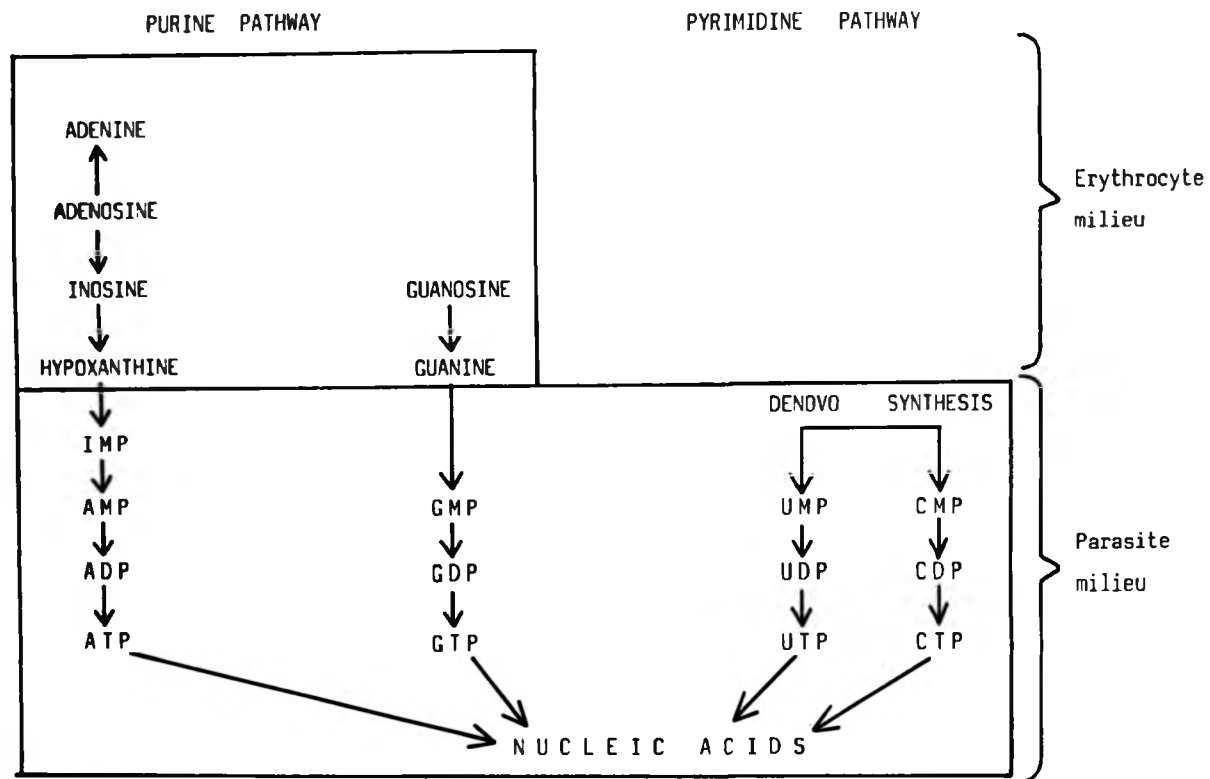 PURINE PATHWAY PYRIMIDINE PATHWAY
ADENINE
ADENOSINE
INOSINE GUANOSINE
HYPOXANTHINE GUANINE
Erythrocyte
milieu
DENOVO SYNTHESIS
IMP
AMP GMP UMP CMP
ADP GDP UDP CDP
ATP GTP UTP CTP
NUCLEIC ACIDS
Parasite
milieu